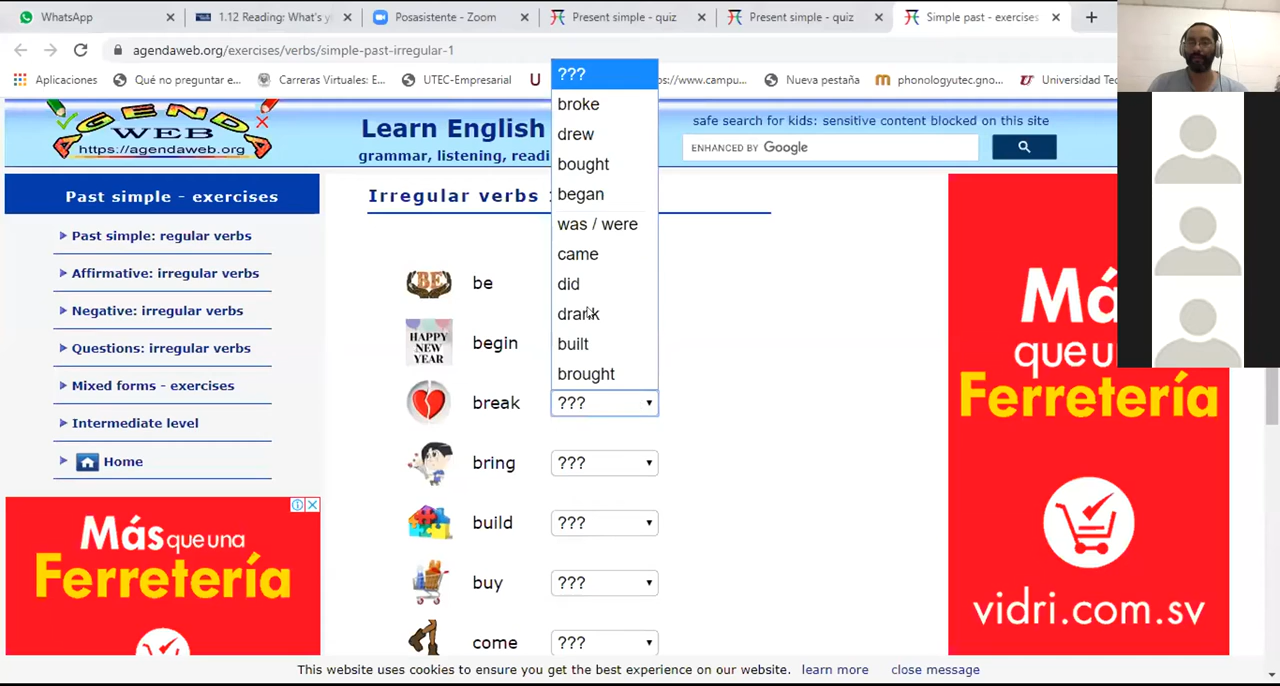 WhatsApp
1.12 Reading: What's y
Posasistente - Zoom
Present simple - quiz
Present simple - quiz
Simple past - exercises
agendaweb.org/exercises/verbs/simple-past-irregular-1
Aplicaciones
Qué no preguntar e...
Carreras Virtuales: E...
UTEC-Empresarial
s://www.campu...
Nueva pestaña
phonologyutec.gno...
Universidad Tec
AGENDA
WEB
https://agendaweb.org
Learn English
grammar, listening, readi
safe search for kids: sensitive content blocked on this site
ENHANCED BY Google
Past simple - exercises
Past simple: regular verbs
Affirmative: irregular verbs
Negative: irregular verbs
Questions: irregular verbs
Mixed forms - exercises
Intermediate level
Home
Irregular verbs
???
broke
drew
bought
began
was / were
came
did
drank
built
brought
BE
be
HAPPY
NEW
YEAR
begin
break
???
bring
???
build
???
buy
???
come
???
Más que una
Ferretería
Má
que una
Ferretería
vidri.com.sv
This website uses cookies to ensure you get the best experience on our website.
learn more
close message